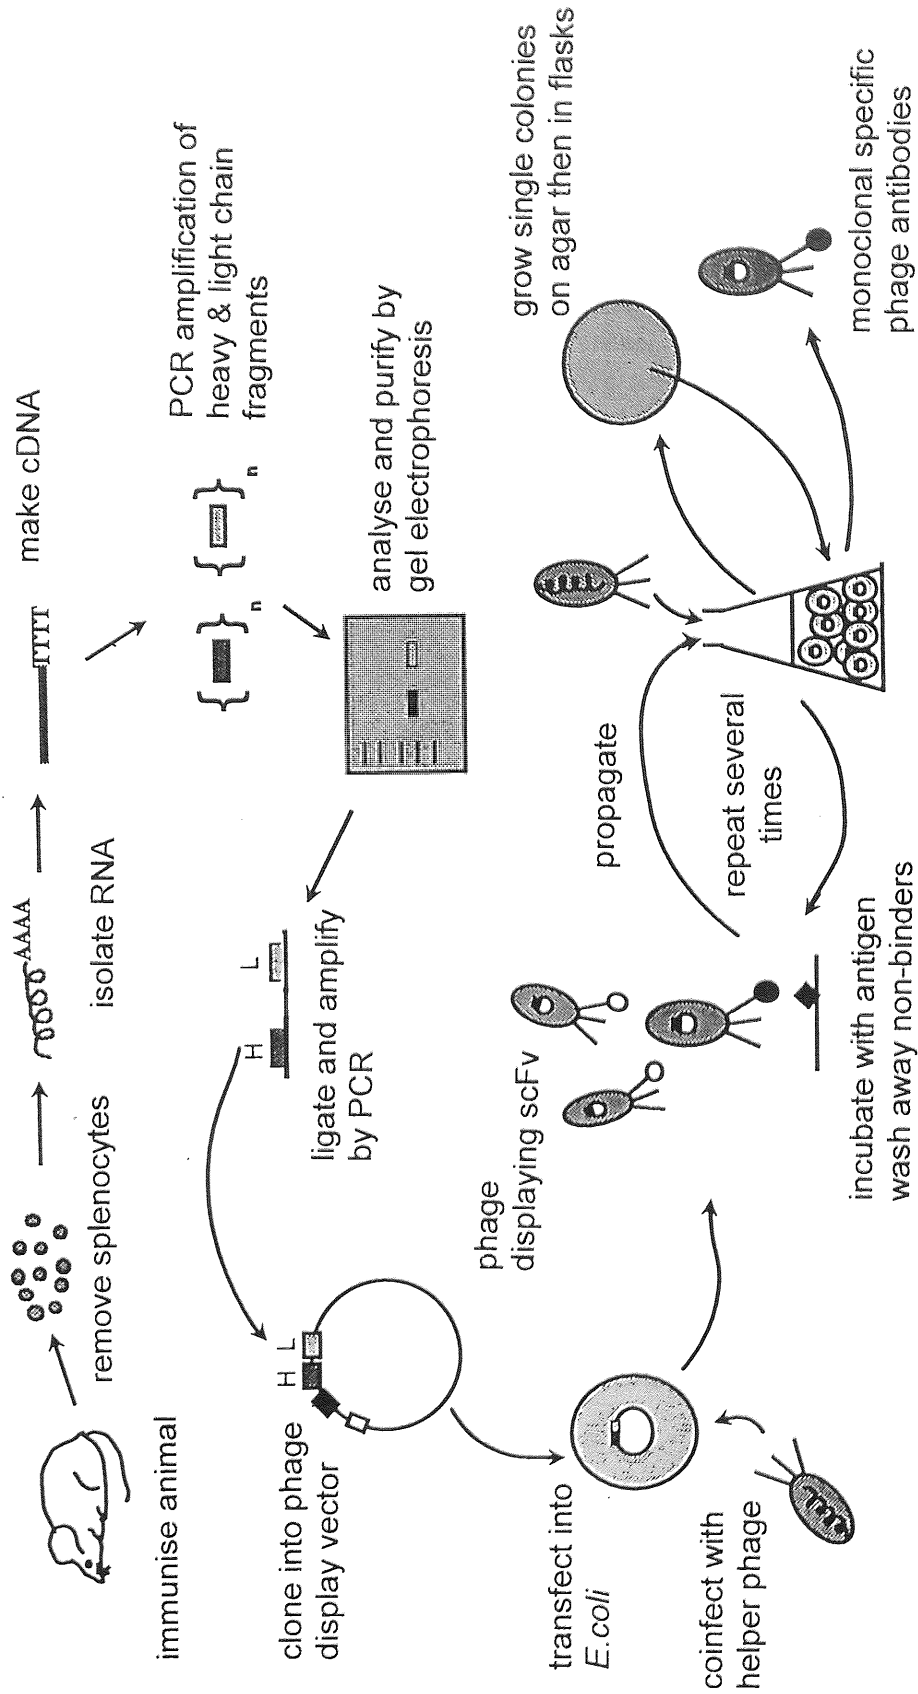 immunise animal
remove splenocytes
AAAA
isolate RNA
TTTT
make cDNA
PCR amplification of
heavy & light chain
fragments
n
n
analyse and purify by
gel electrophoresis
H
L
ligate and amplify
by PCR
H L
clone into phage
display vector
transfect into
E.coli
coinfect with
helper phage
phage
displaying scFv
incubate with antigen
wash away non-binders
propagate
repeat several
times
grow single colonies
on agar then in flasks
monoclonal specific
phage antibodies